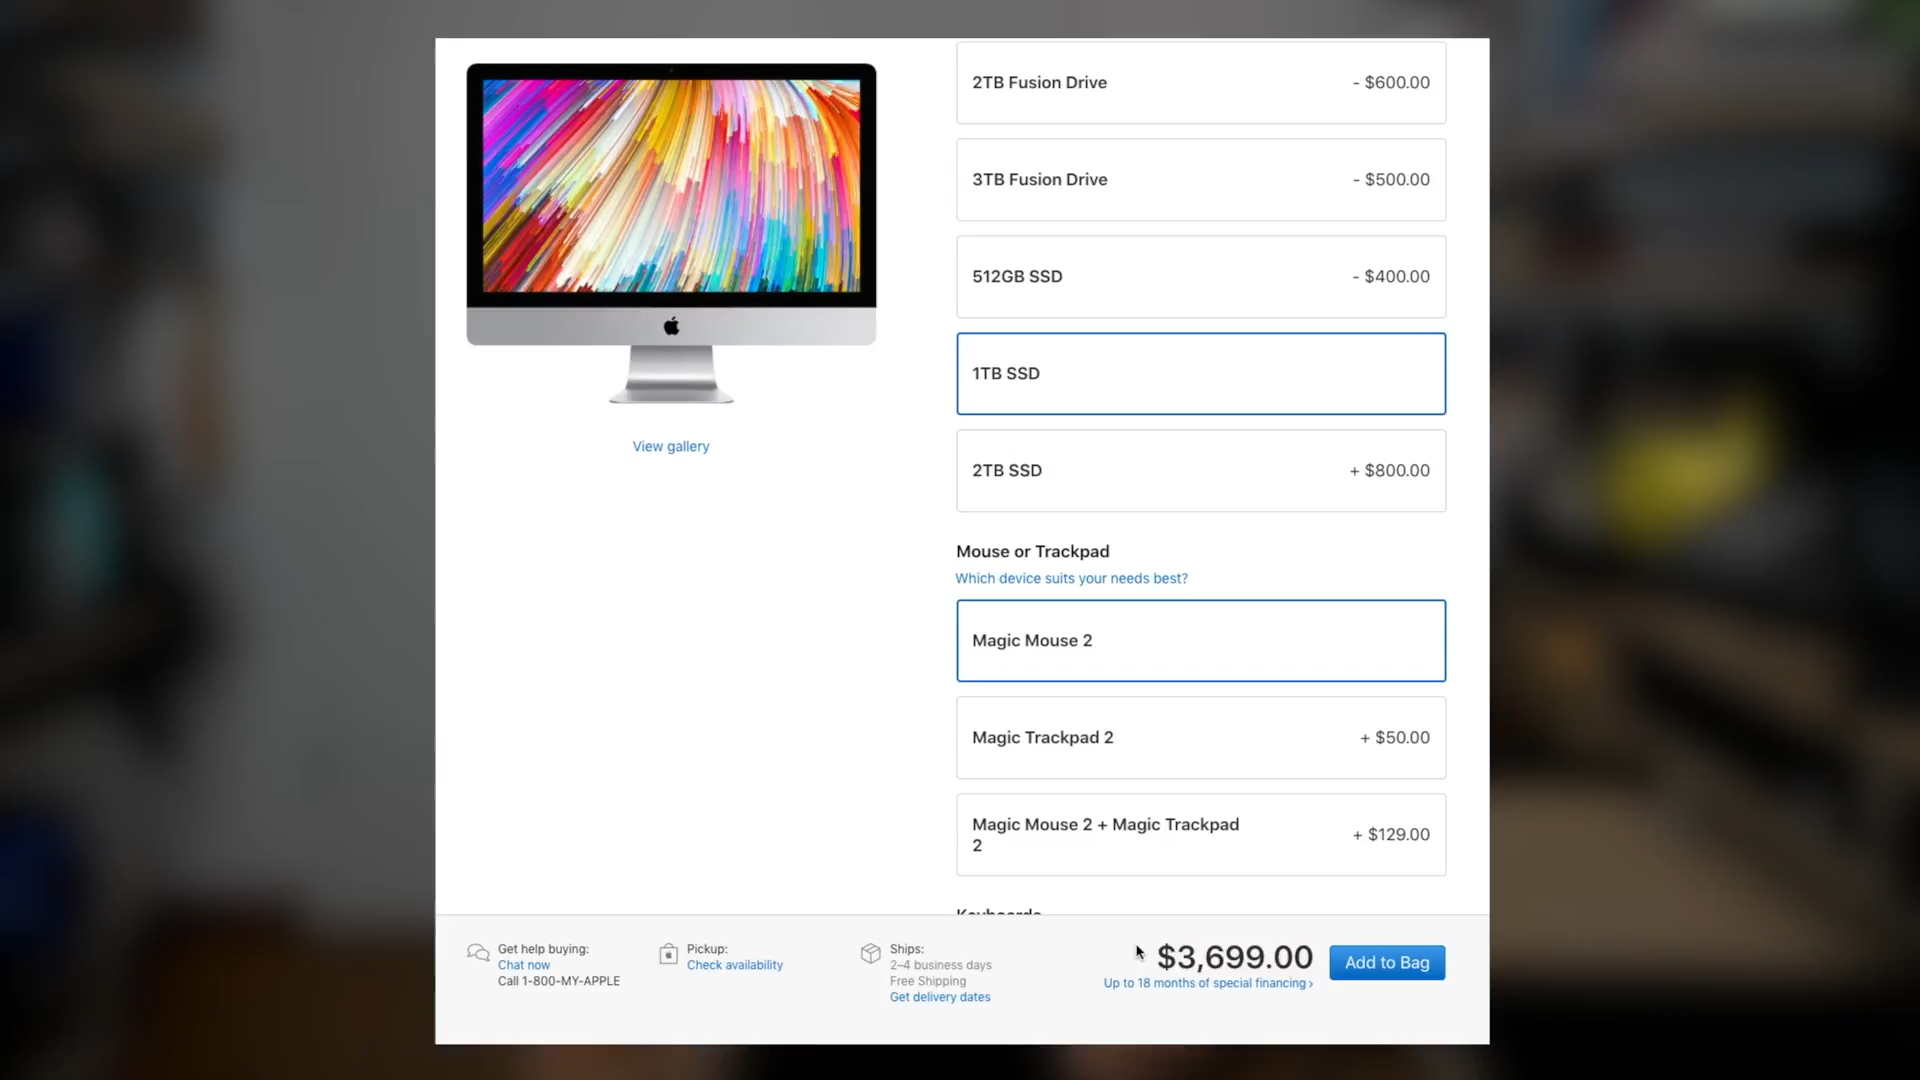 2TB Fusion Drive - $600.00
3TB Fusion Drive - $500.00
512GB SSD - $400.00
1TB SSD
View gallery
2TB SSD + $800.00
Mouse or Trackpad
Which device suits your needs best?
Magic Mouse 2
Magic Trackpad 2 + $50.00
Magic Mouse 2 + Magic Trackpad
2
+ $129.00
Keyboards
Get help buying:
Chat now
Call 1-800-MY-APPLE
Pickup:
Check availability
Ships:
2–4 business days
Free Shipping
Get delivery dates
$3,699.00
Up to 18 months of special financing ›
Add to Bag